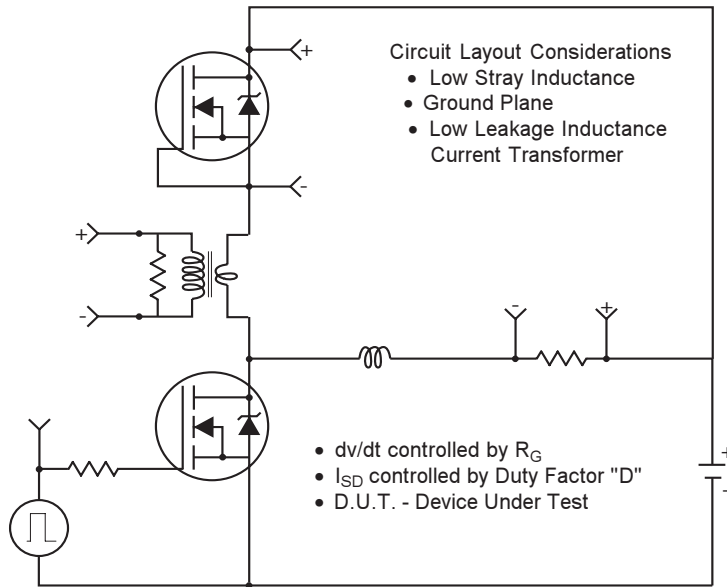 +
Circuit Layout Considerations
• Low Stray Inductance
• Ground Plane
• Low Leakage Inductance
Current Transformer
-
+
-
-
+
• dv/dt controlled by RG
• ISD controlled by Duty Factor "D"
• D.U.T. - Device Under Test
+
-